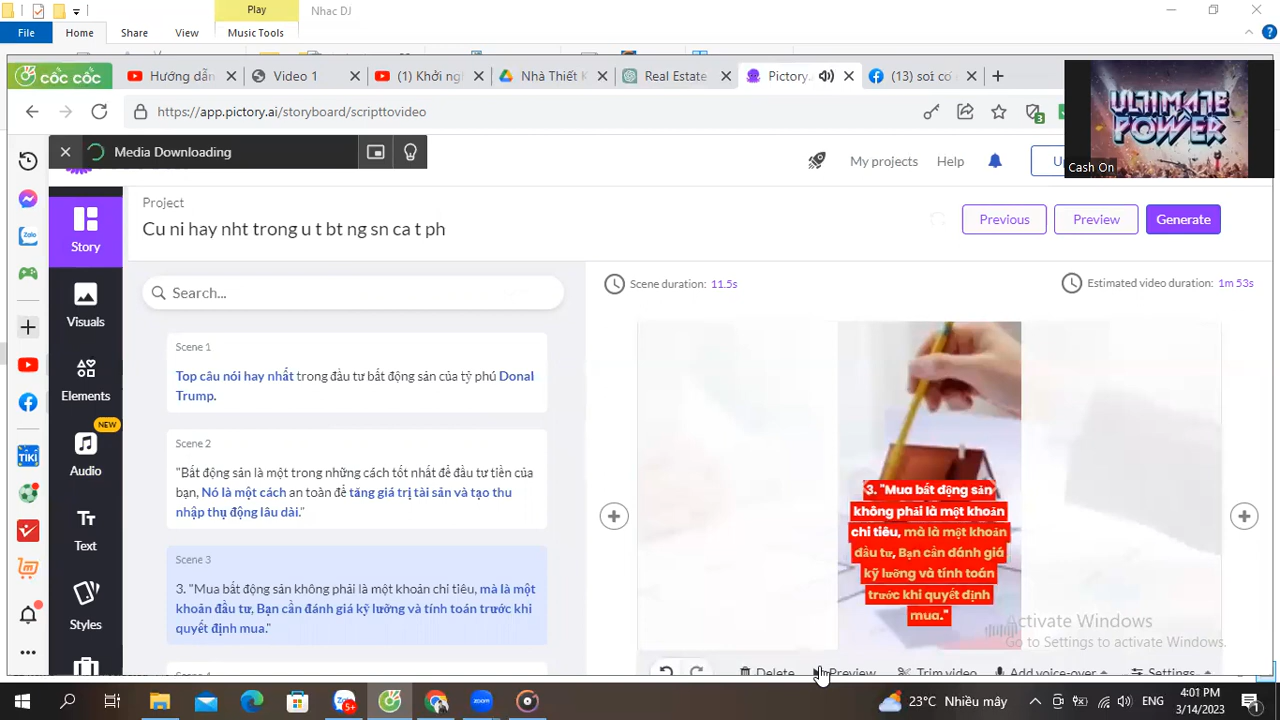 Play
Nhac DJ
File
Home
Share
View
Music Tools
cốc cốc
Hướng dẫn
Video 1
(1) Khởi ng
Nhà Thiết K
Real Estate
Pictory.
(13) soi cơ
https://app.pictory.ai/storyboard/scripttovideo
3
ULTIMATE
POWER
Cash On
Media Downloading
My projects
Help
Project
Cu ni hay nht trong u t bt ng sn ca t ph
Previous
Preview
Generate
Story
Search...
Scene duration: 11.5s
Estimated video duration: 1m 53s
Visuals
Scene 1
Top câu nói hay nhất trong đầu tư bất động sản của tỷ phú Donal
Trump.
Elements
NEW
Scene 2
"Bất động sản là một trong những cách tốt nhất để đầu tư tiền của
bạn, Nó là một cách an toàn để tăng giá trị tài sản và tạo thu
nhập thụ động lâu dài."
Audio
Text
Scene 3
3. "Mua bất động sản không phải là một khoản chi tiêu, mà là một
khoản đầu tư, Bạn cần đánh giá kỹ lưỡng và tính toán trước khi
quyết định mua."
Styles
3. "Mua bất động sản
không phải là một khoản
chi tiêu, mà là một khoản
đầu tư, Bạn cần đánh giá
kỹ lưỡng và tính toán
trước khi quyết định
mua."
TIKI
Activate Windows
Go to Settings to activate Windows.
Delete
Preview
Trim video
Add voice-over
Settings
5+
zoom
23°C Nhiều mây
ENG
4:01 PM
3/14/2023
1